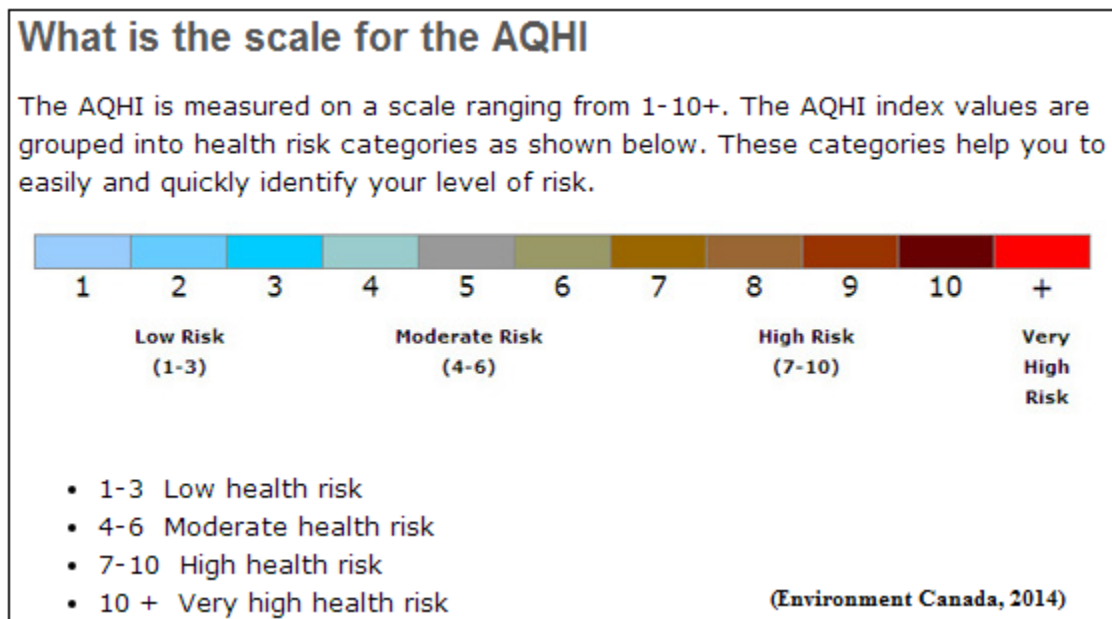 What is the scale for the AQHI
The AQHI is measured on a scale ranging from 1-10+. The AQHI index values are
grouped into health risk categories as shown below. These categories help you to
easily and quickly identify your level of risk.
1 2 3 4 5 6 7 8 9 10 +
Low Risk Moderate Risk High Risk Very
(1-3) (4-6) (7-10) High
Risk
• 1-3 Low health risk
• 4-6 Moderate health risk
• 7-10 High health risk
• 10 + Very high health risk (Environment Canada, 2014)